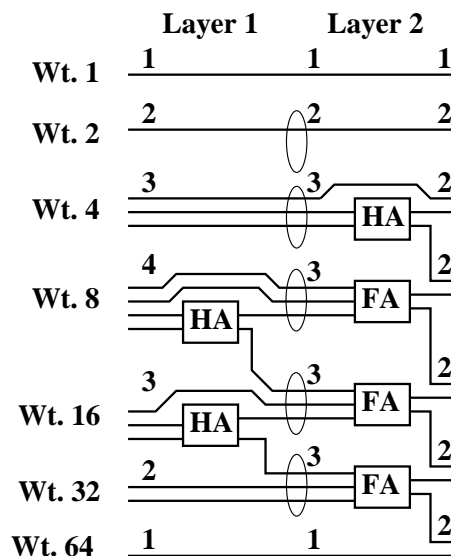 Layer 1 Layer 2
1 1 1
Wt. 1
2 2 2
Wt. 2
3 3 2
Wt. 4
HA
2
4 3
Wt. 8
FA
HA
2
3 3
Wt. 16
FA
HA
2
2 3
Wt. 32
FA
2
1 1
Wt. 64